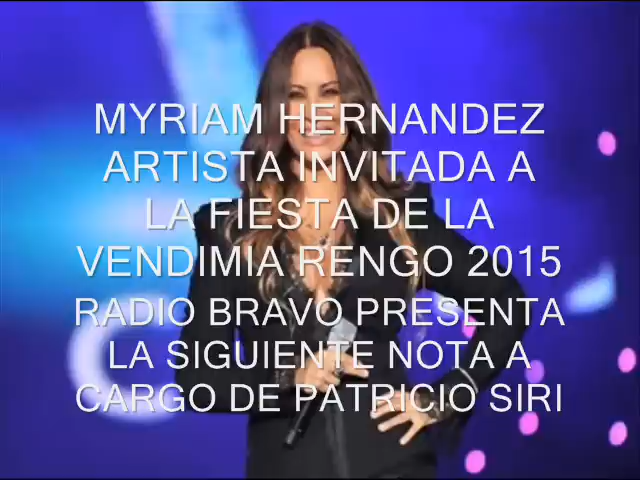 MYRIAM HERNANDEZ
ARTISTA INVITADA A
LA FIESTA DE LA
VENDIMIA RENGO 2015
RADIO BRAVO PRESENTA
LA SIGUIENTE NOTA A
CARGO DE PATRICIO SIRI